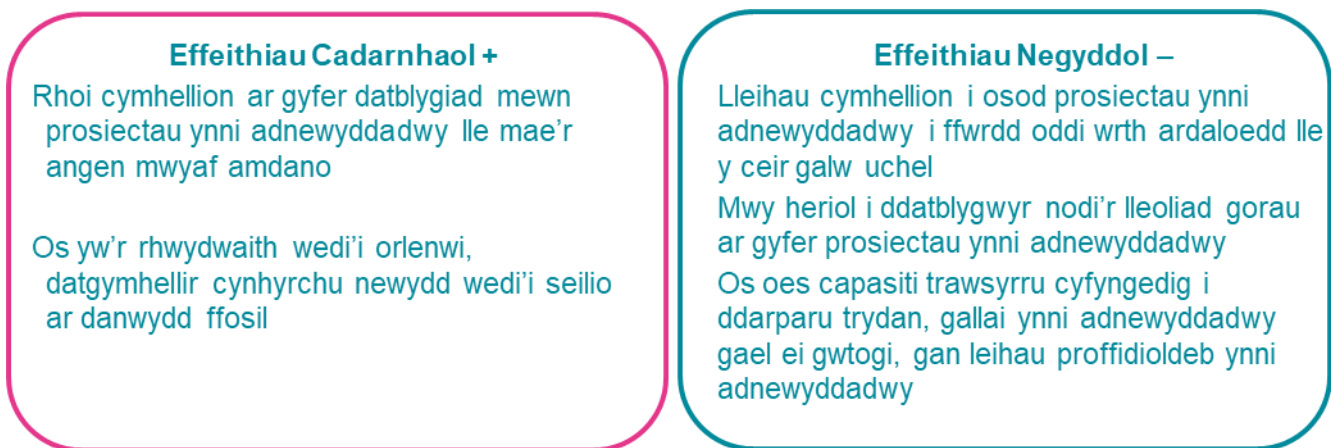 Effeithiau Cadarnhaol +
Rhoi cymhellion ar gyfer datblygiad mewn
prosiectau ynni adnewyddadwy lle mae'r
angen mwyaf amdano
Os yw'r rhwydwaith wedi'i orlenwi,
datgymhellir cynhyrchu newydd wedi'i seilio
ar danwydd ffosil
Effeithiau Negyddol –
Lleihau cymhellion i osod prosiectau ynni
adnewyddadwy i ffwrdd oddi wrth ardaloedd lle
y ceir galw uchel
Mwy heriol i ddatblygwyr nodi'r lleoliad gorau
ar gyfer prosiectau ynni adnewyddadwy
Os oes capasiti trawsyrru cyfyngedig i
ddarparu trydan, gallai ynni adnewyddadwy
gael ei gwtogi, gan leihau proffidioldeb ynni
adnewyddadwy